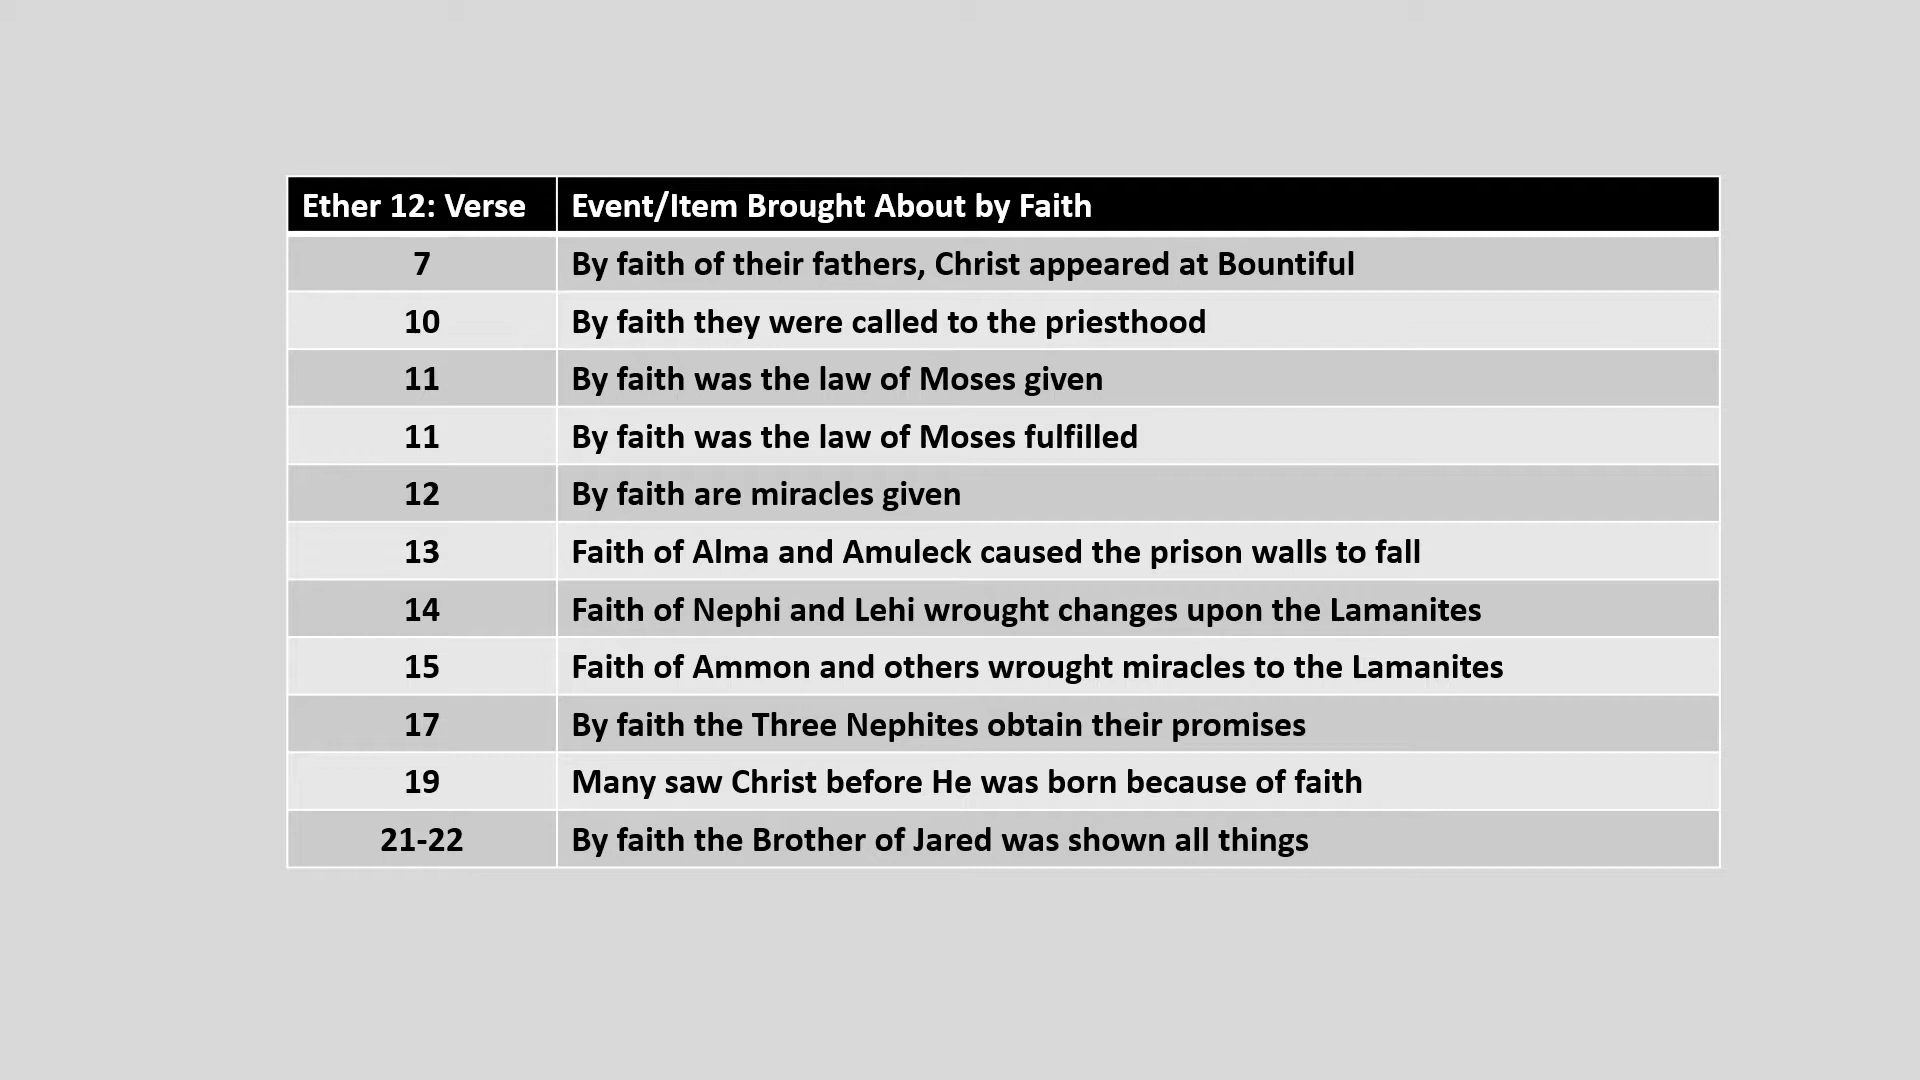 Ether 12: Verse Event/Item Brought About by Faith
7 By faith of their fathers, Christ appeared at Bountiful
10 By faith they were called to the priesthood
11 By faith was the law of Moses given
11 By faith was the law of Moses fulfilled
12 By faith are miracles given
13 Faith of Alma and Amuleck caused the prison walls to fall
14 Faith of Nephi and Lehi wrought changes upon the Lamanites
15 Faith of Ammon and others wrought miracles to the Lamanites
17 By faith the Three Nephites obtain their promises
19 Many saw Christ before He was born because of faith
21-22 By faith the Brother of Jared was shown all things